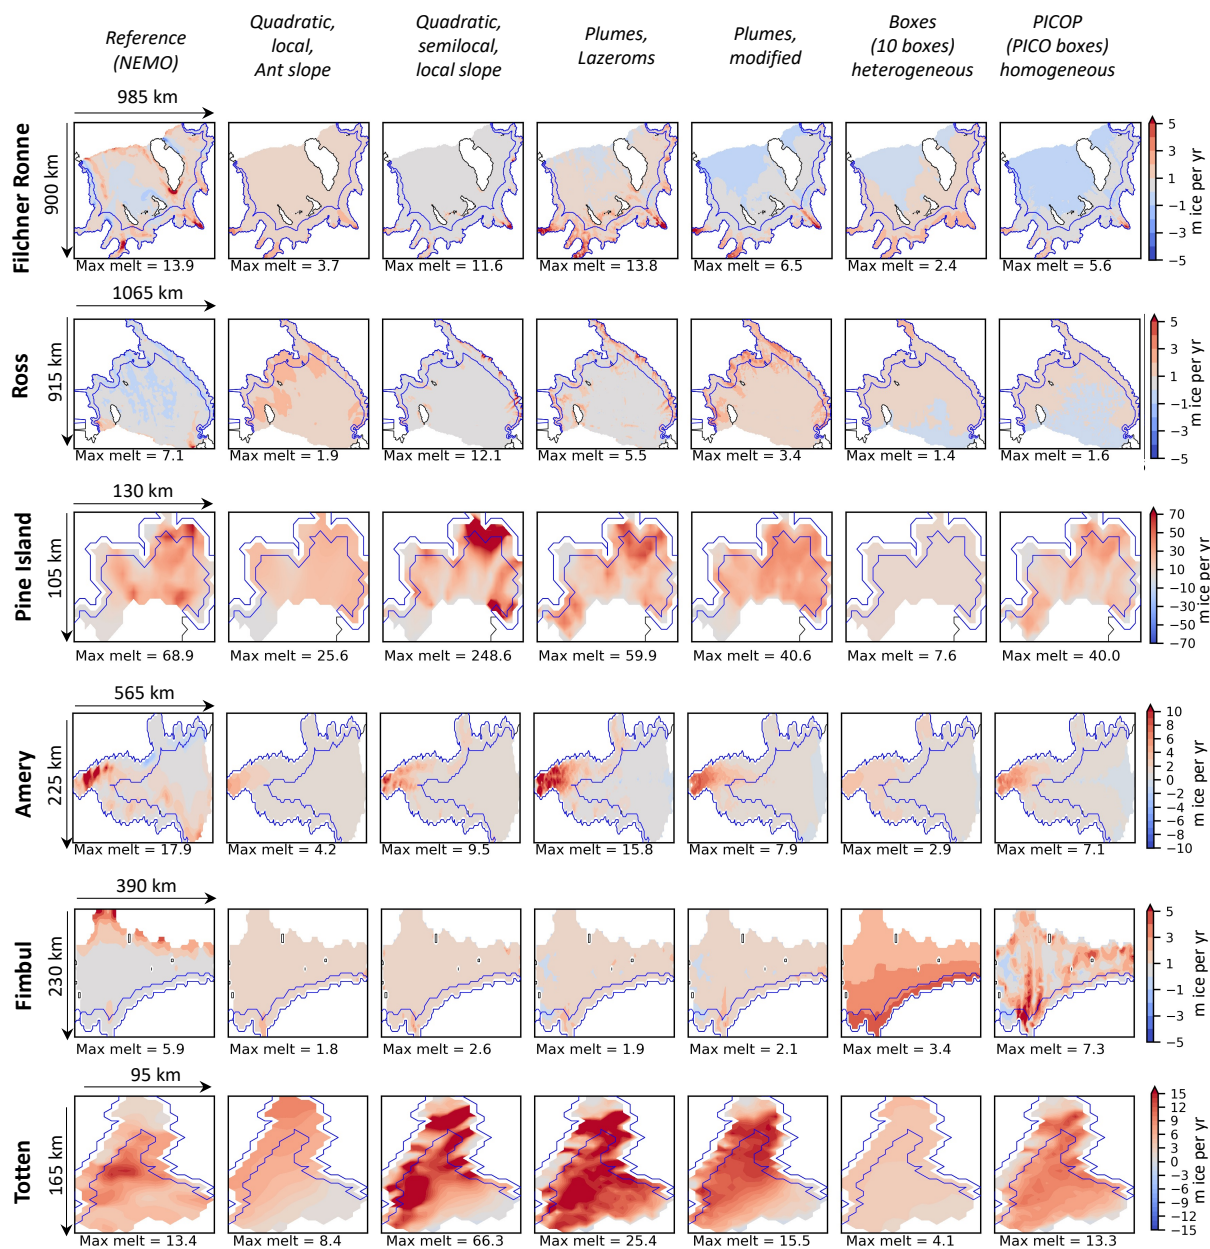 Reference
(NEMO)
Quadratic,
local,
Ant slope
Quadratic,
semilocal,
local slope
Plumes,
Lazeroms
Plumes,
modified
Boxes
(10 boxes)
heterogeneous
PICOP
(PICO boxes)
homogeneous
Filchner Ronne
985 km
900 km
Max melt = 13.9
Max melt = 3.7
Max melt = 11.6
Max melt = 13.8
Max melt = 6.5
Max melt = 2.4
Max melt = 5.6
5
3
1
−1
−3
−5
m ice per yr
Ross
1065 km
915 km
Max melt = 7.1
Max melt = 1.9
Max melt = 12.1
Max melt = 5.5
Max melt = 3.4
Max melt = 1.4
Max melt = 1.6
5
3
1
−1
−3
−5
m ice per yr
Pine Island
130 km
105 km
Max melt = 68.9
Max melt = 25.6
Max melt = 248.6
Max melt = 59.9
Max melt = 40.6
Max melt = 7.6
Max melt = 40.0
70
50
30
10
−10
−30
−50
−70
m ice per yr
Amery
565 km
225 km
Max melt = 17.9
Max melt = 4.2
Max melt = 9.5
Max melt = 15.8
Max melt = 7.9
Max melt = 2.9
Max melt = 7.1
10
8
6
4
2
0
−2
−4
−6
−8
−10
m ice per yr
Fimbul
390 km
230 km
Max melt = 5.9
Max melt = 1.8
Max melt = 2.6
Max melt = 1.9
Max melt = 2.1
Max melt = 3.4
Max melt = 7.3
5
3
1
−1
−3
−5
m ice per yr
Totten
95 km
165 km
Max melt = 13.4
Max melt = 8.4
Max melt = 66.3
Max melt = 25.4
Max melt = 15.5
Max melt = 4.1
Max melt = 13.3
15
12
9
6
3
0
−3
−6
−9
−12
−15
m ice per yr